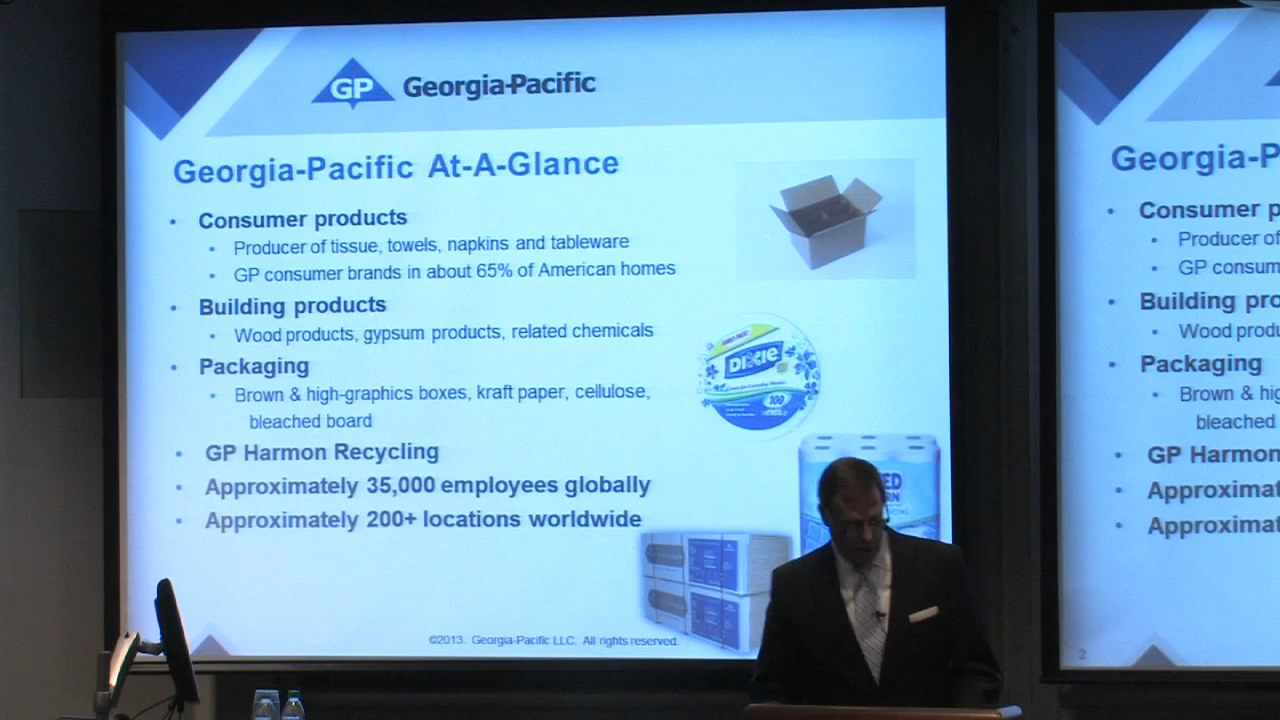 GP Georgia-Pacific
Georgia-Pacific At-A-Glance
• Consumer products
• Producer of tissue, towels, napkins and tableware
• GP consumer brands in about 65% of American homes
• Building products
• Wood products, gypsum products, related chemicals
• Packaging
• Brown & high-graphics boxes, kraft paper, cellulose,
bleached board
• GP Harmon Recycling
• Approximately 35,000 employees globally
• Approximately 200+ locations worldwide
©2013. Georgia-Pacific LLC. All rights reserved.
DIXIE
100
Georgia-P
• Consumer p
• Producer of
• GP consum
• Building pro
• Wood produ
• Packaging
• Brown & hig
bleached
• GP Harmon
• Approximat
• Approximat
2